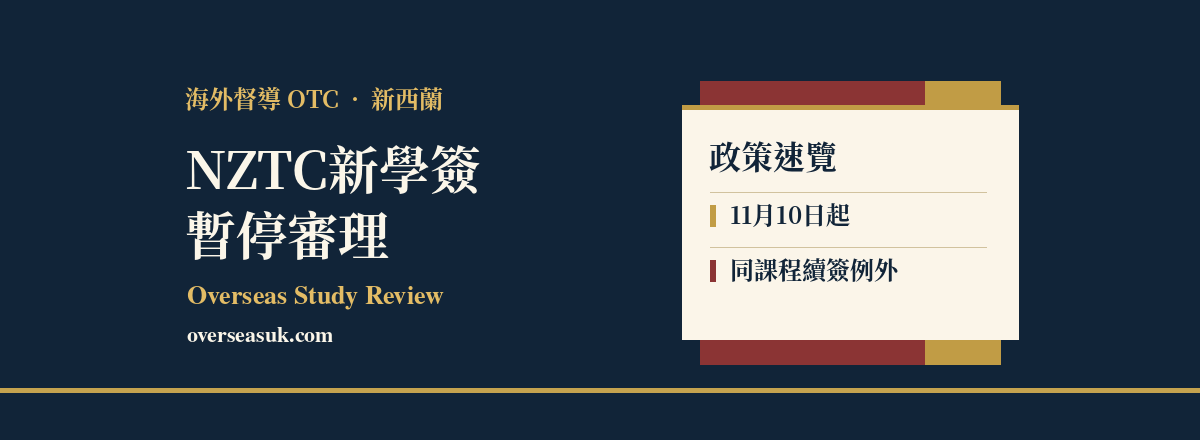 海外督導 OTC · 新西蘭
NZTC新學簽
暫停審理
Overseas Study Review
overseasuk.com
政策速覽
11月10日起
同課程續簽例外